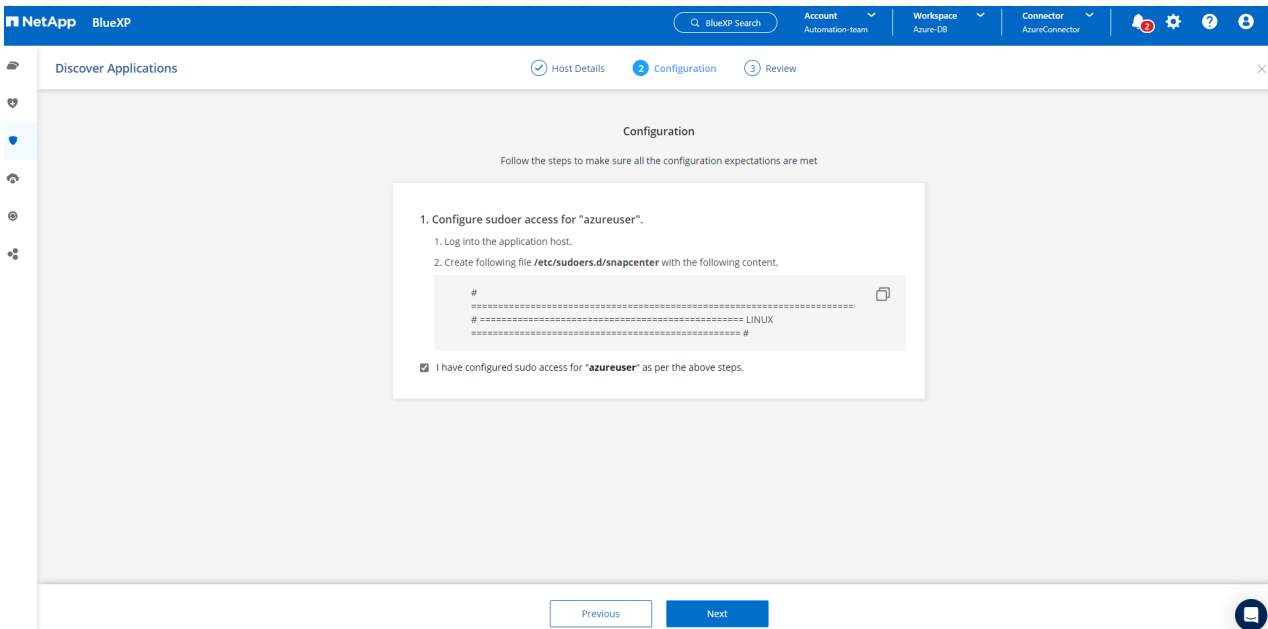 NetApp BlueXP
BlueXP Search
Account
Automation-team
Workspace
Azure-DB
Connector
AzureConnector
2
Discover Applications
Host Details
2 Configuration
3 Review
Configuration
Follow the steps to make sure all the configuration expectations are met
1. Configure sudoer access for "azureuser".
1. Log into the application host.
2. Create following file /etc/sudoers.d/snapcenter with the following content,
#
========================================================================
# ================================================= LINUX
================================================== #
I have configured sudo access for "azureuser" as per the above steps.
Previous
Next